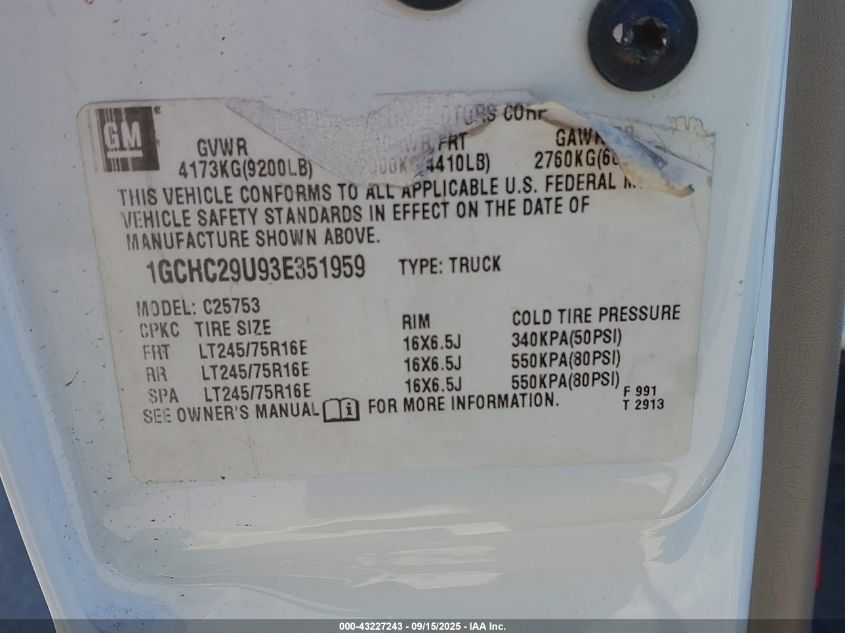 GM
TORS CORP
GVWR
FRT
4173KG(9200LB)
4410LB)
2760KG(
THIS VEHICLE CONFORMS TO ALL APPLICABLE U.S. FEDERAL
VEHICLE SAFETY STANDARDS IN EFFECT ON THE DATE OF
MANUFACTURE SHOWN ABOVE.
1GCHC29U93E351959 TYPE: TRUCK
MODEL: C25753
CPKC TIRE SIZE RIM COLD TIRE PRESSURE
FRT LT245/75R16E 16X6.5J 340KPA(50PSI)
RR LT245/75R16E 16X6.5J 550KPA(80PSI)
SPA LT245/75R16E 16X6.5J 550KPA(80PSI)
SEE OWNER'S MANUAL i FOR MORE INFORMATION.
F 991
T 2913
000-43227243 - 09/15/2025 - IAA Inc.